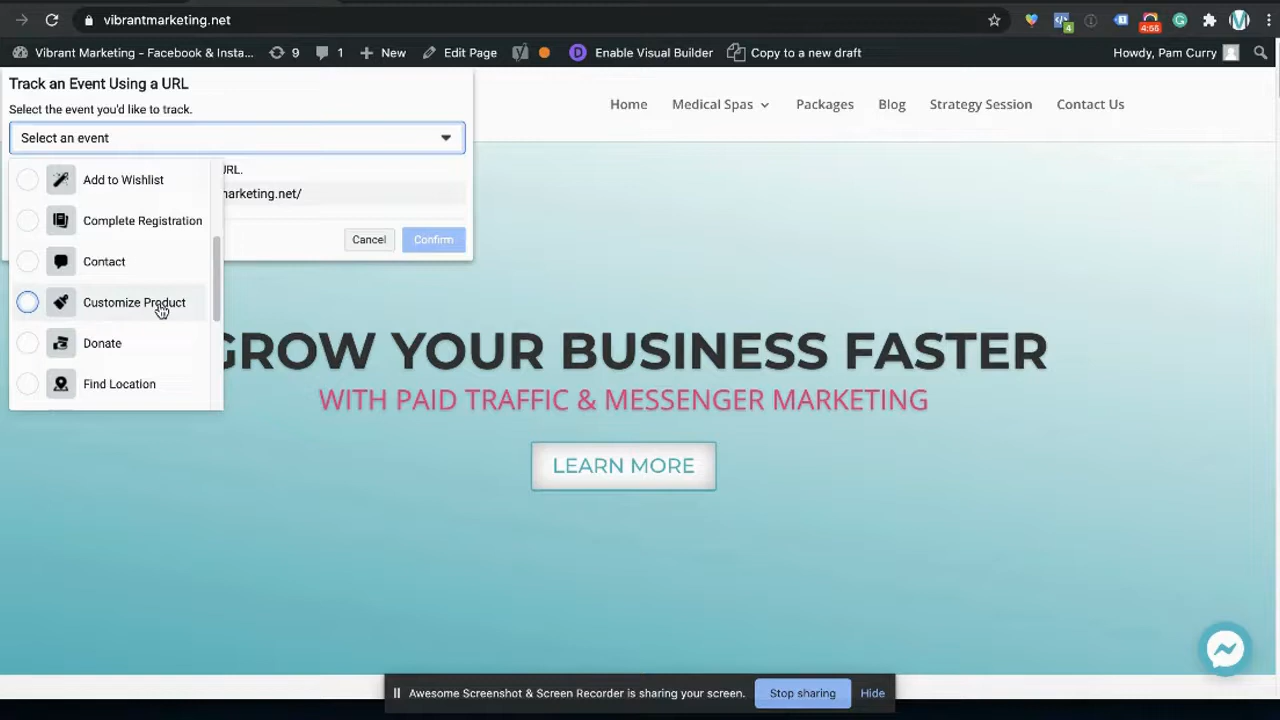 vibrantmarketing.net
4
4:56
Vibrant Marketing – Facebook & Insta...
9
1
New
Edit Page
Enable Visual Builder
Copy to a new draft
Howdy, Pam Curry
Track an Event Using a URL
Select the event you'd like to track.
Select an event
Home
Medical Spas
Packages
Blog
Strategy Session
Contact Us
URL.
narketing.net/
Cancel
Confirm
Add to Wishlist
Complete Registration
Contact
Customize Product
Donate
Find Location
GROW YOUR BUSINESS FASTER
WITH PAID TRAFFIC & MESSENGER MARKETING
LEARN MORE
Awesome Screenshot & Screen Recorder is sharing your screen.
Stop sharing
Hide